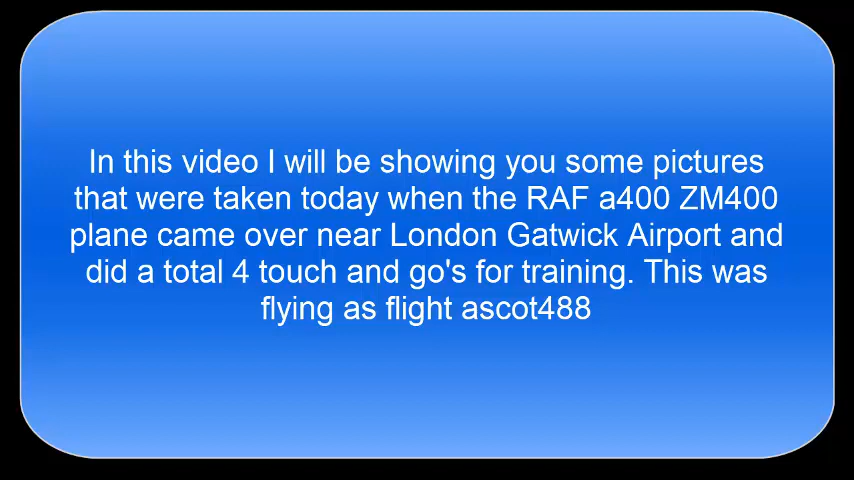 In this video I will be showing you some pictures
that were taken today when the RAF a400 ZM400
plane came over near London Gatwick Airport and
did a total 4 touch and go's for training. This was
flying as flight ascot488